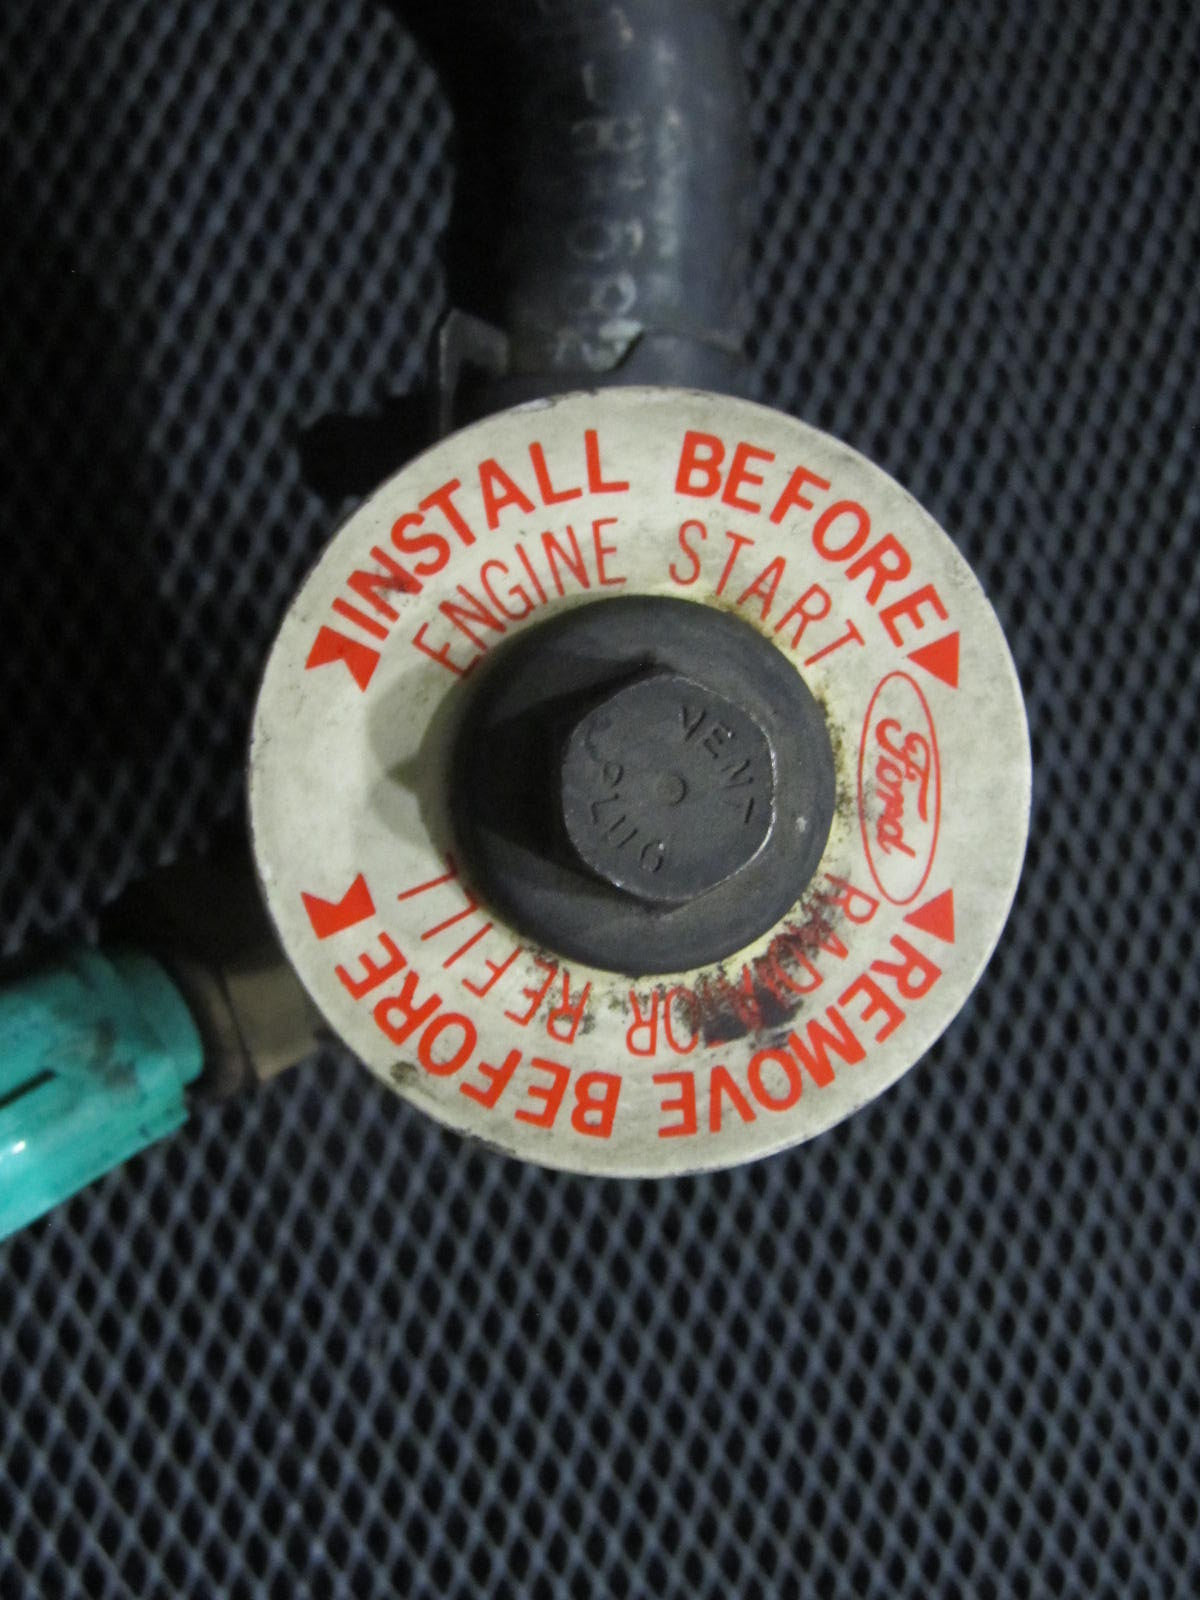 INSTALL BEFORE
ENGINE START
Ford
REMOVE BEFORE
RADIATOR REFILL
VENT
PLUG